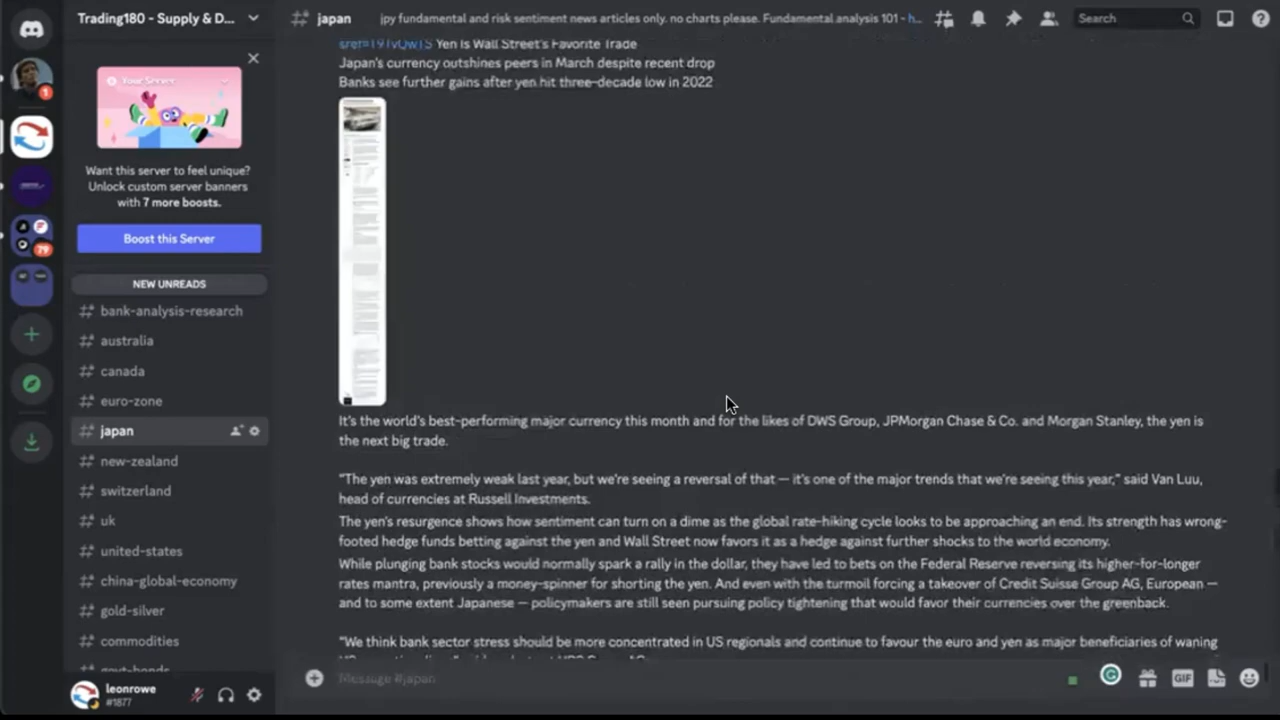 Trading180 - Supply & D...
japan
jpy fundamental and risk sentiment news articles only. no charts please. Fundamental analysis 101 - h...
Search
Yen Is Wall Street's Favorite Trade
Japan's currency outshines peers in March despite recent drop
Banks see further gains after yen hit three-decade low in 2022
Your Server
Want this server to feel unique?
Unlock custom server banners
with 7 more boosts.
Boost this Server
NEW UNREADS
bank-analysis-research
australia
canada
euro-zone
japan
new-zealand
switzerland
uk
united-states
china-global-economy
gold-silver
commodities
govt-bonds
1
79
It's the world's best-performing major currency this month and for the likes of DWS Group, JPMorgan Chase & Co. and Morgan Stanley, the yen is
the next big trade.
"The yen was extremely weak last year, but we're seeing a reversal of that — it's one of the major trends that we're seeing this year," said Van Luu,
head of currencies at Russell Investments.
The yen's resurgence shows how sentiment can turn on a dime as the global rate-hiking cycle looks to be approaching an end. Its strength has wrong-
footed hedge funds betting against the yen and Wall Street now favors it as a hedge against further shocks to the world economy.
While plunging bank stocks would normally spark a rally in the dollar, they have led to bets on the Federal Reserve reversing its higher-for-longer
rates mantra, previously a money-spinner for shorting the yen. And even with the turmoil forcing a takeover of Credit Suisse Group AG, European —
and to some extent Japanese — policymakers are still seen pursuing policy tightening that would favor their currencies over the greenback.
"We think bank sector stress should be more concentrated in US regionals and continue to favour the euro and yen as major beneficiaries of waning
Message #japan
GIF
leonrowe
#1877